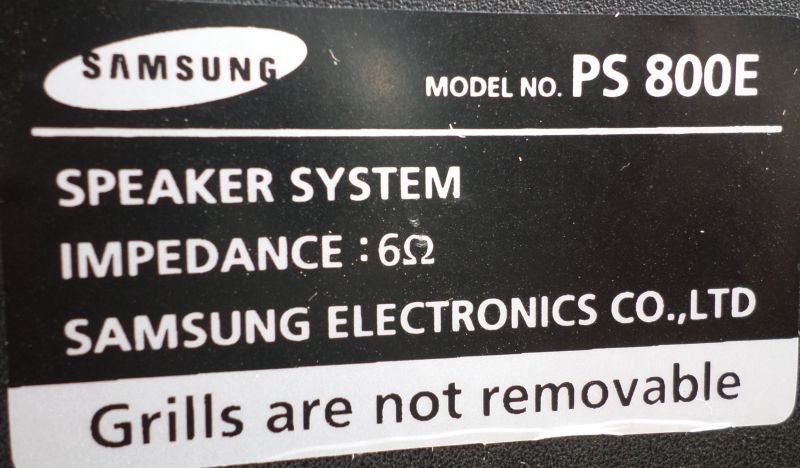 SAMSUNG
MODEL NO. PS 800E
SPEAKER SYSTEM
IMPEDANCE : 6Ω
SAMSUNG ELECTRONICS CO.,LTD
Grills are not removable